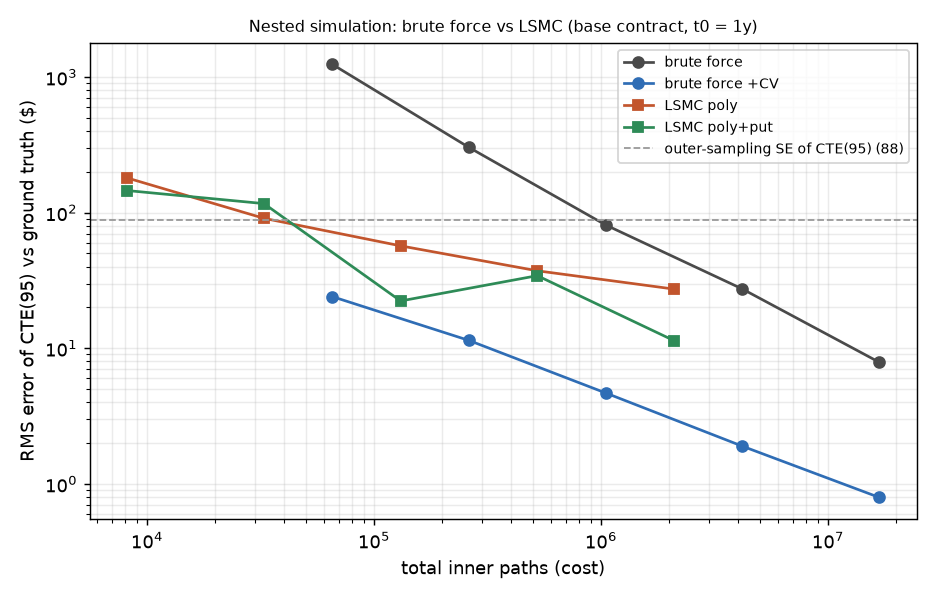 Nested simulation: brute force vs LSMC (base contract, t0 = 1y)
RMS error of CTE(95) vs ground truth ($)
10³
10²
10¹
10⁰
brute force
brute force +CV
LSMC poly
LSMC poly+put
outer-sampling SE of CTE(95) (88)
10⁴ 10⁵ 10⁶ 10⁷
total inner paths (cost)